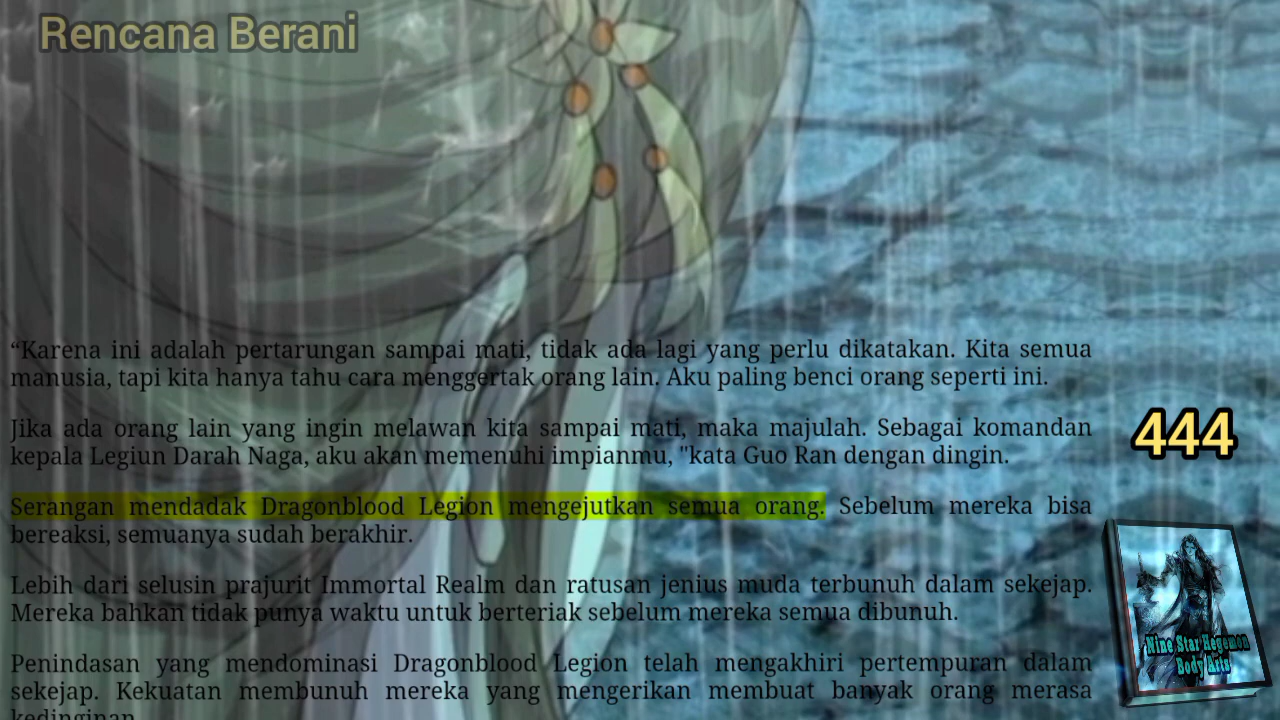 Rencana Berani
“Karena ini adalah pertarungan sampai mati, tidak ada lagi yang perlu dikatakan. Kita semua
manusia, tapi kita hanya tahu cara menggertak orang lain. Aku paling benci orang seperti ini.
Jika ada orang lain yang ingin melawan kita sampai mati, maka majulah. Sebagai komandan
kepala Legiun Darah Naga, aku akan memenuhi impianmu, "kata Guo Ran dengan dingin.
Serangan mendadak Dragonblood Legion mengejutkan semua orang. Sebelum mereka bisa
bereaksi, semuanya sudah berakhir.
Lebih dari selusin prajurit Immortal Realm dan ratusan jenius muda terbunuh dalam sekejap.
Mereka bahkan tidak punya waktu untuk berteriak sebelum mereka semua dibunuh.
Penindasan yang mendominasi Dragonblood Legion telah mengakhiri pertempuran dalam
sekejap. Kekuatan membunuh mereka yang mengerikan membuat banyak orang merasa
kedinginan.
444
Nine Star Hegemon
Body Arts